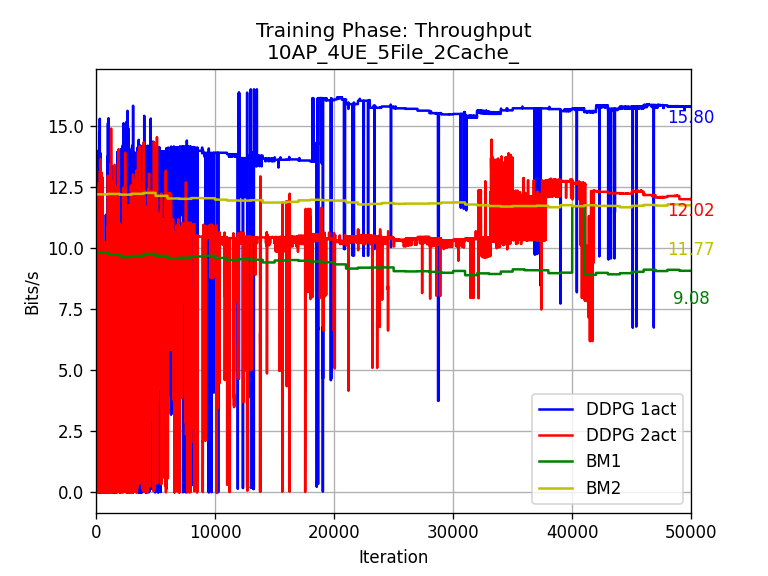 Training Phase: Throughput
10AP_4UE_5File_2Cache_
Bits/s
15.0
12.5
10.0
7.5
5.0
2.5
0.0
15.80
12.02
11.77
9.08
DDPG 1act
DDPG 2act
BM1
BM2
0
10000
20000
30000
40000
50000
Iteration